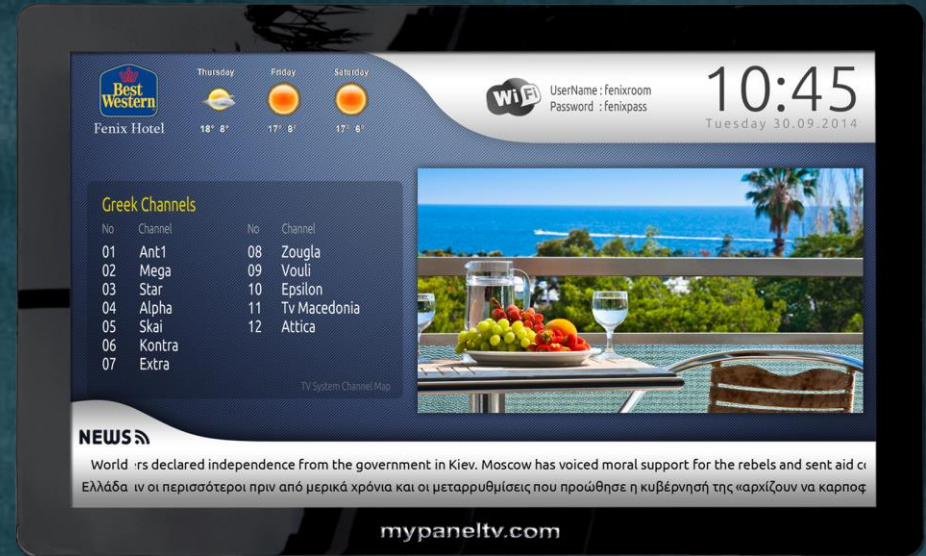 Best
Western
Fenix Hotel
Thursday Friday Saturday
18° 8° 17° 8° 17° 6°
WiFi
UserName : fenixroom
Password : fenixpass
10:45
Tuesday 30.09.2014
Greek Channels
No Channel No Channel
01 Ant1 08 Zougla
02 Mega 09 Vouli
03 Star 10 Epsilon
04 Alpha 11 Tv Macedonia
05 Skai 12 Attica
06 Kontra
07 Extra
TV System Channel Map
NEWS
World rs declared independence from the government in Kiev. Moscow has voiced moral support for the rebels and sent aid
Ελλάδα ιν οι περισσότεροι πριν από μερικά χρόνια και οι μεταρρυθμίσεις που προώθησε η κυβέρνησή της «αρχίζουν να
mypaneltv.com